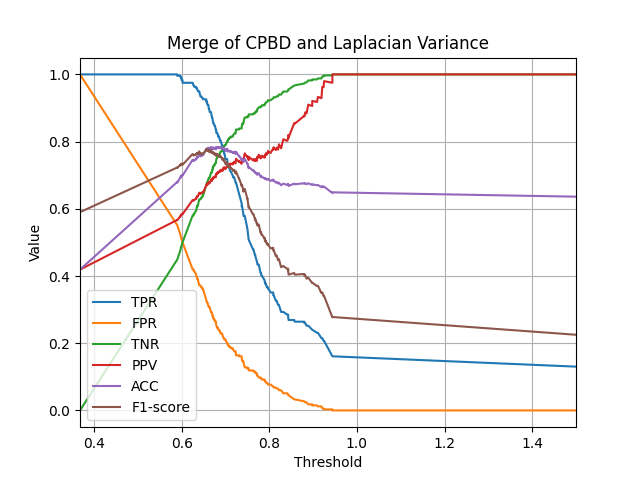 Merge of CPBD and Laplacian Variance
1.0
0.8
0.6
0.4
0.2
0.0
Value
TPR
FPR
TNR
PPV
ACC
F1-score
0.4 0.6 0.8 1.0 1.2 1.4
Threshold